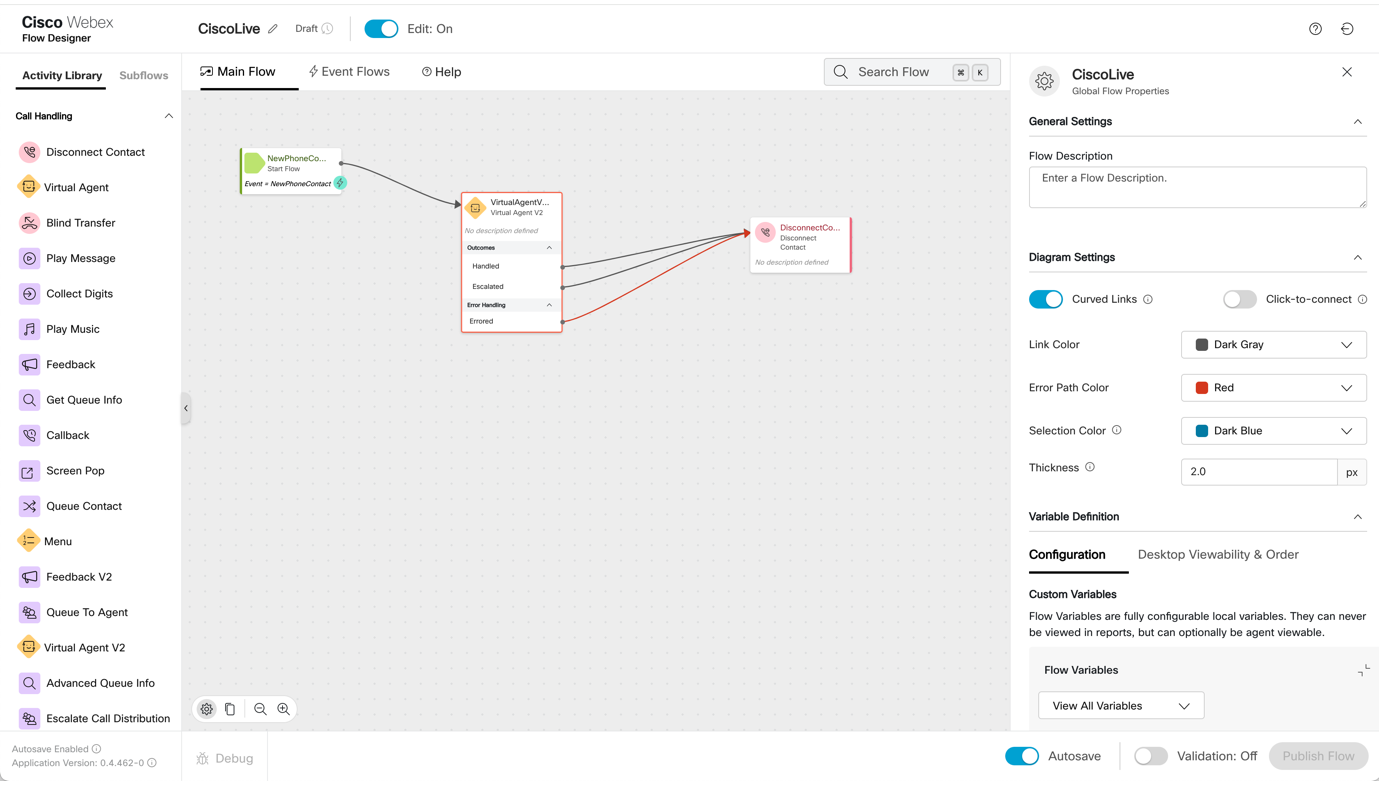 Cisco Webex
Flow Designer
CiscoLive
Draft
Edit: On
Activity Library
Subflows
Main Flow
Event Flows
Help
Search Flow
⌘
K
Call Handling
Disconnect Contact
Virtual Agent
Blind Transfer
Play Message
Collect Digits
Play Music
Feedback
Get Queue Info
Callback
Screen Pop
Queue Contact
Menu
Feedback V2
Queue To Agent
Virtual Agent V2
Advanced Queue Info
Escalate Call Distribution
Autosave Enabled
Application Version: 0.4.462-0
NewPhoneCo...
Start Flow
Event = NewPhoneContact
VirtualAgentV...
Virtual Agent V2
No description defined
Outcomes
Handled
Escalated
Error Handling
Errored
DisconnectCo...
Disconnect
Contact
No description defined
CiscoLive
Global Flow Properties
General Settings
Flow Description
Enter a Flow Description.
Diagram Settings
Curved Links
Click-to-connect
Link Color
Dark Gray
Error Path Color
Red
Selection Color
Dark Blue
Thickness
2.0
px
Variable Definition
Configuration
Desktop Viewability & Order
Custom Variables
Flow Variables are fully configurable local variables. They can never
be viewed in reports, but can optionally be agent viewable.
Flow Variables
View All Variables
Debug
Autosave
Validation: Off
Publish Flow